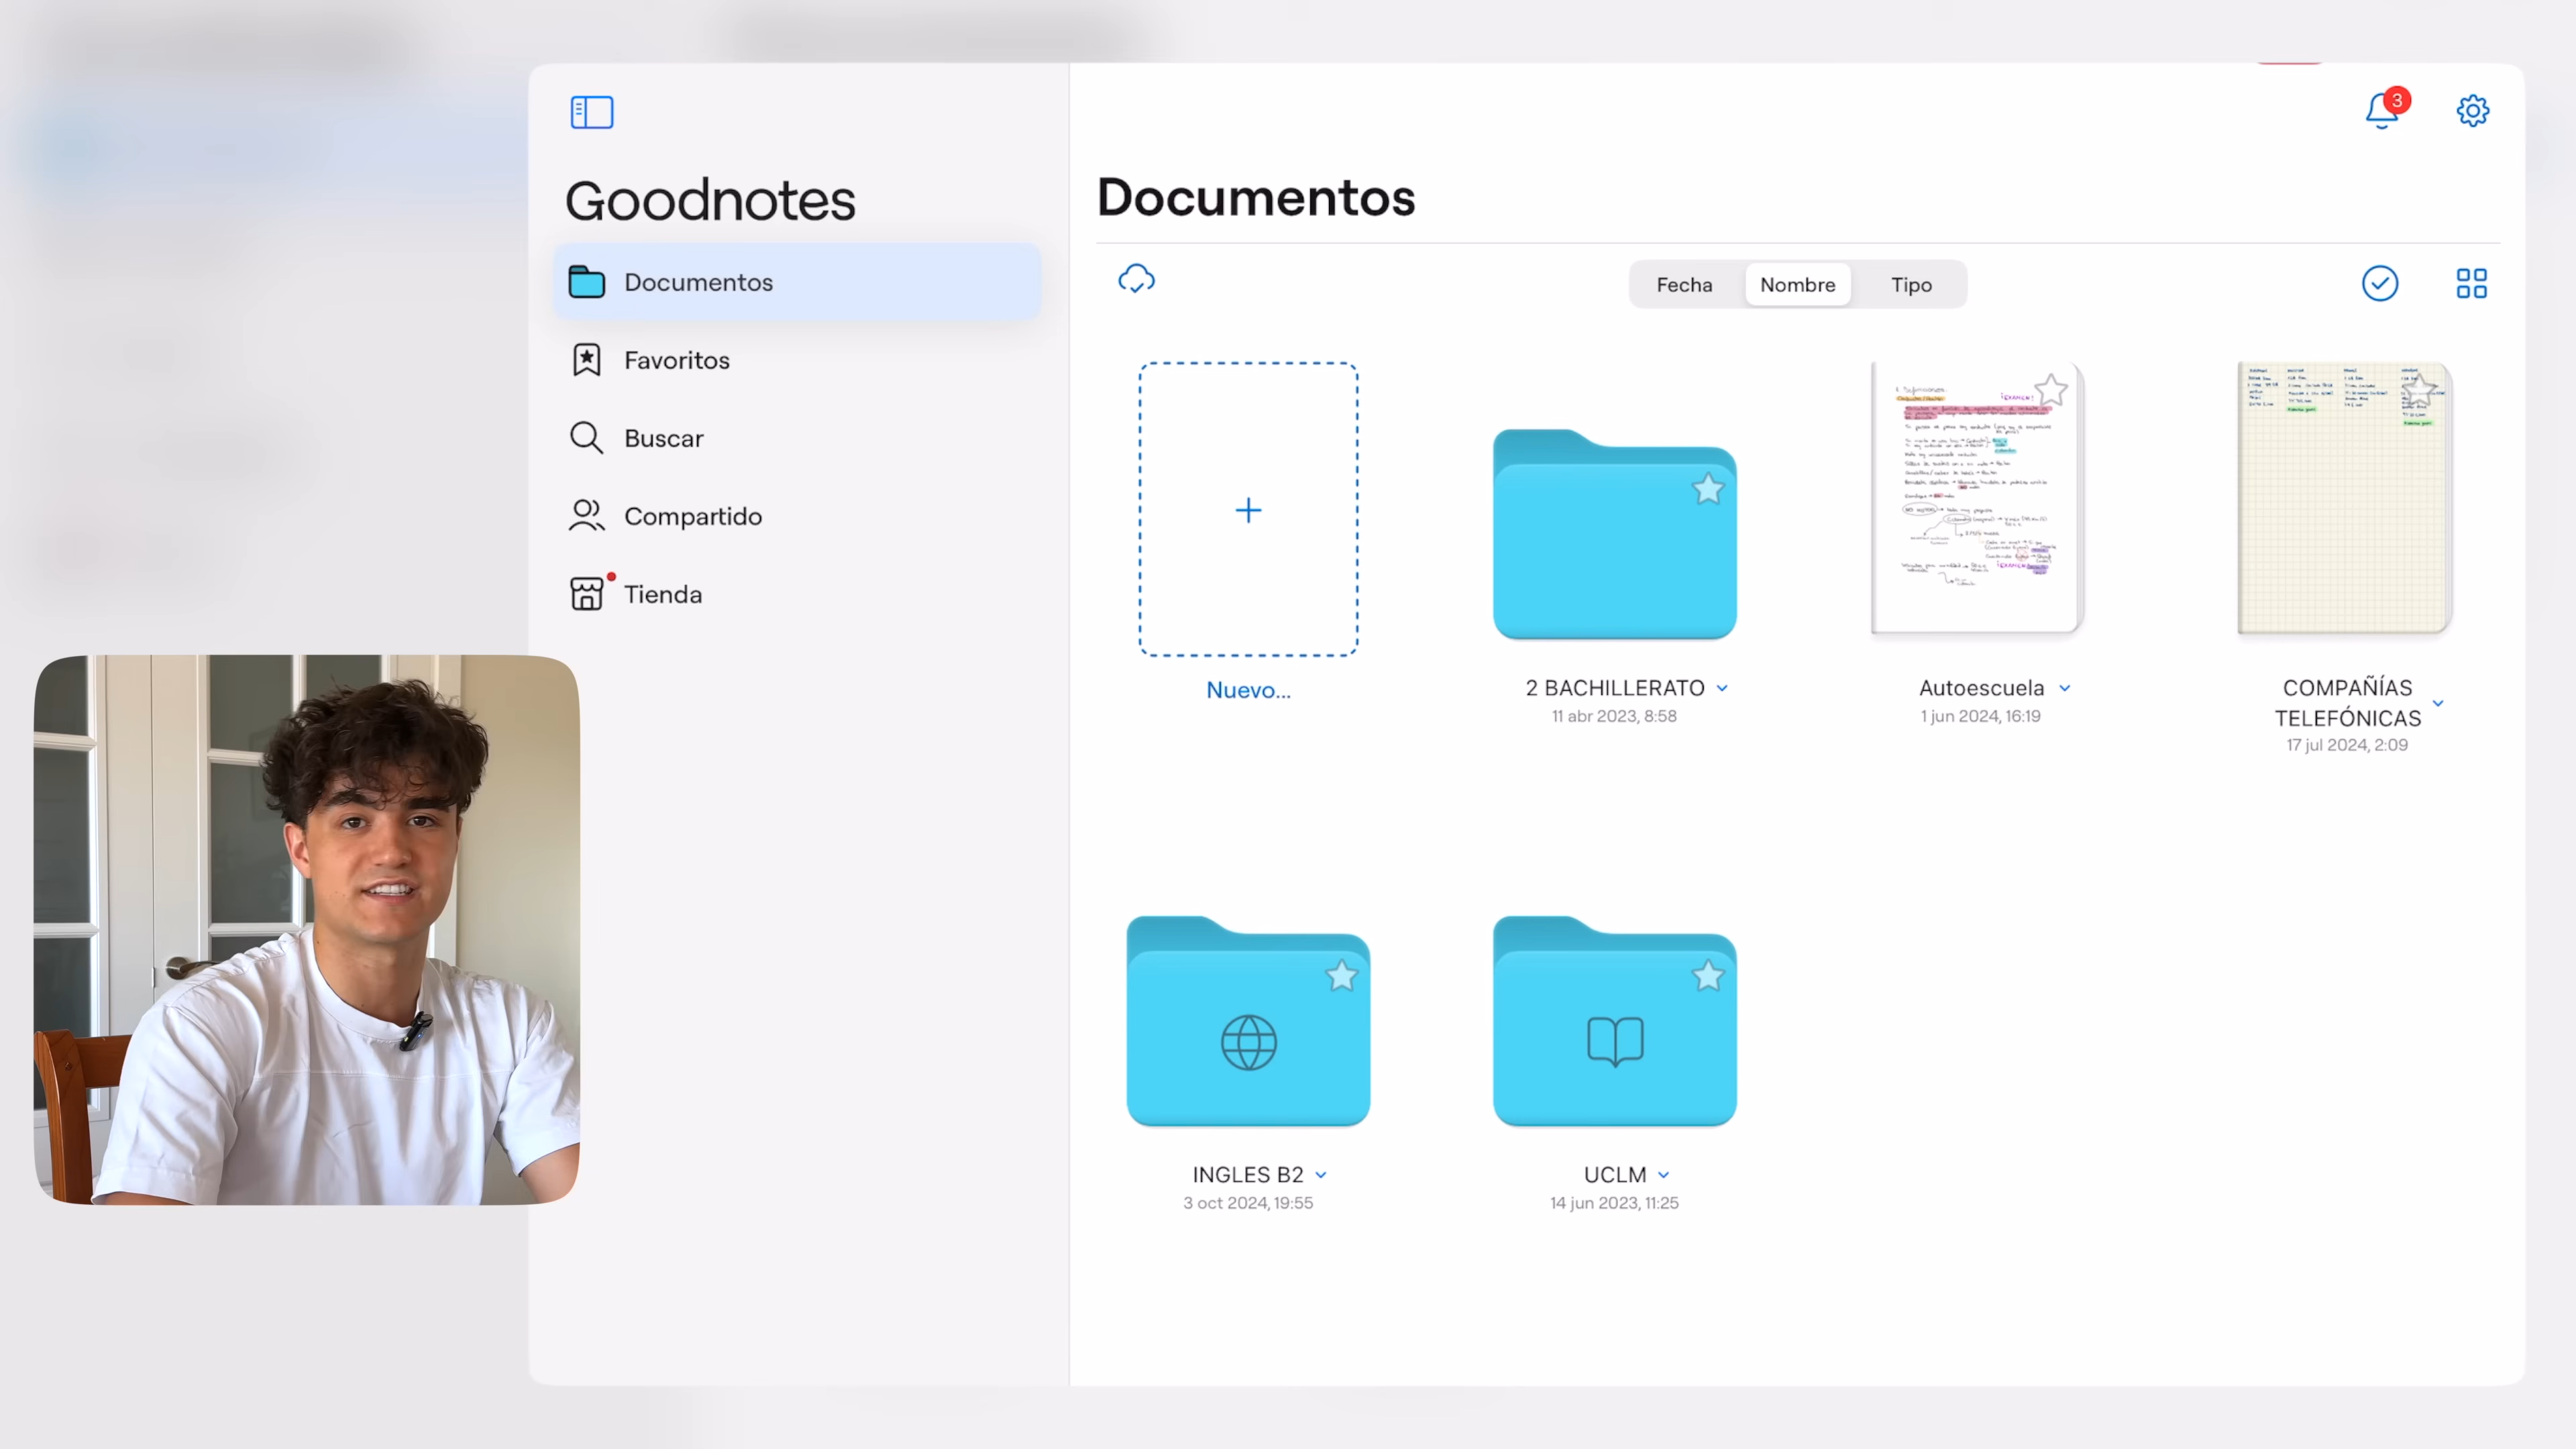 3
Goodnotes
Documentos
Favoritos
Buscar
Compartido
Tienda
Documentos
Fecha
Nombre
Tipo
Nuevo...
2 BACHILLERATO
11 abr 2023, 8:58
¡EXAMEN!
Autoescuela
1 jun 2024, 16:19
COMPAÑÍAS
TELEFÓNICAS
17 jul 2024, 2:09
INGLES B2
3 oct 2024, 19:55
UCLM
14 jun 2023, 11:25